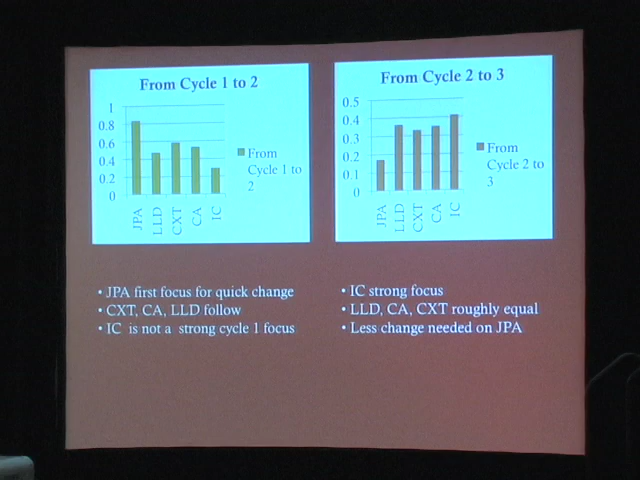 From Cycle 1 to 2
1
0.8
0.6
0.4
0.2
0
JPA
LLD
CXT
CA
IC
From
Cycle 1 to
2
From Cycle 2 to 3
0.5
0.4
0.3
0.2
0.1
0
JPA
LLD
CXT
CA
IC
From
Cycle 2 to
3
• JPA first focus for quick change
• CXT, CA, LLD follow
• IC is not a strong cycle 1 focus
• IC strong focus
• LLD, CA, CXT roughly equal
• Less change needed on JPA